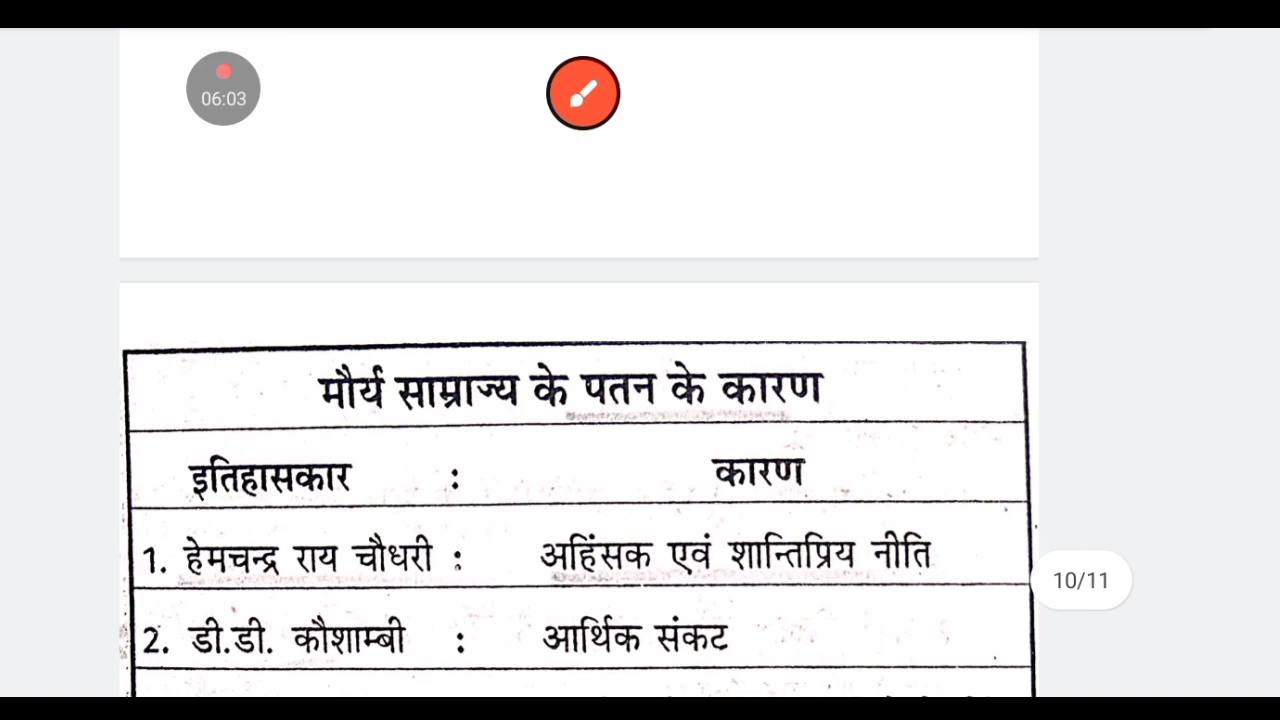 06:03
मौर्य साम्राज्य के पतन के कारण
इतिहासकार : कारण
1. हेमचन्द्र राय चौधरी : अहिंसक एवं शान्तिप्रिय नीति
2. डी.डी. कौशाम्बी : आर्थिक संकट
10/11